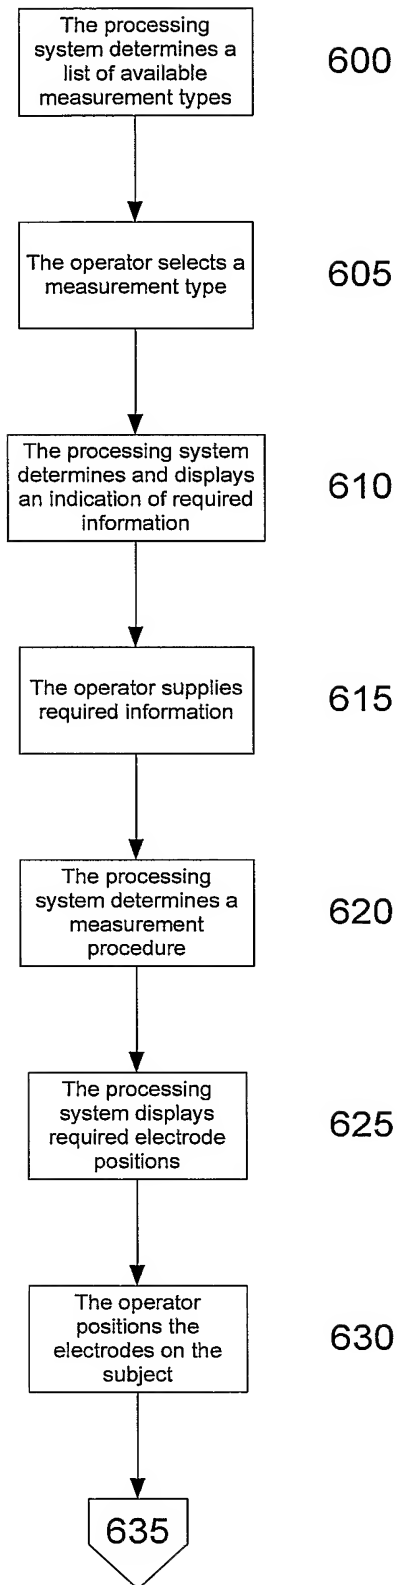 The processing
system determines a
list of available
measurement types
600
The operator selects a
measurement type
605
The processing system
determines and displays
an indication of required
information
610
The operator supplies
required information
615
The processing
system determines a
measurement
procedure
620
The processing
system displays
required electrode
positions
625
The operator
positions the
electrodes on the
subject
630
635